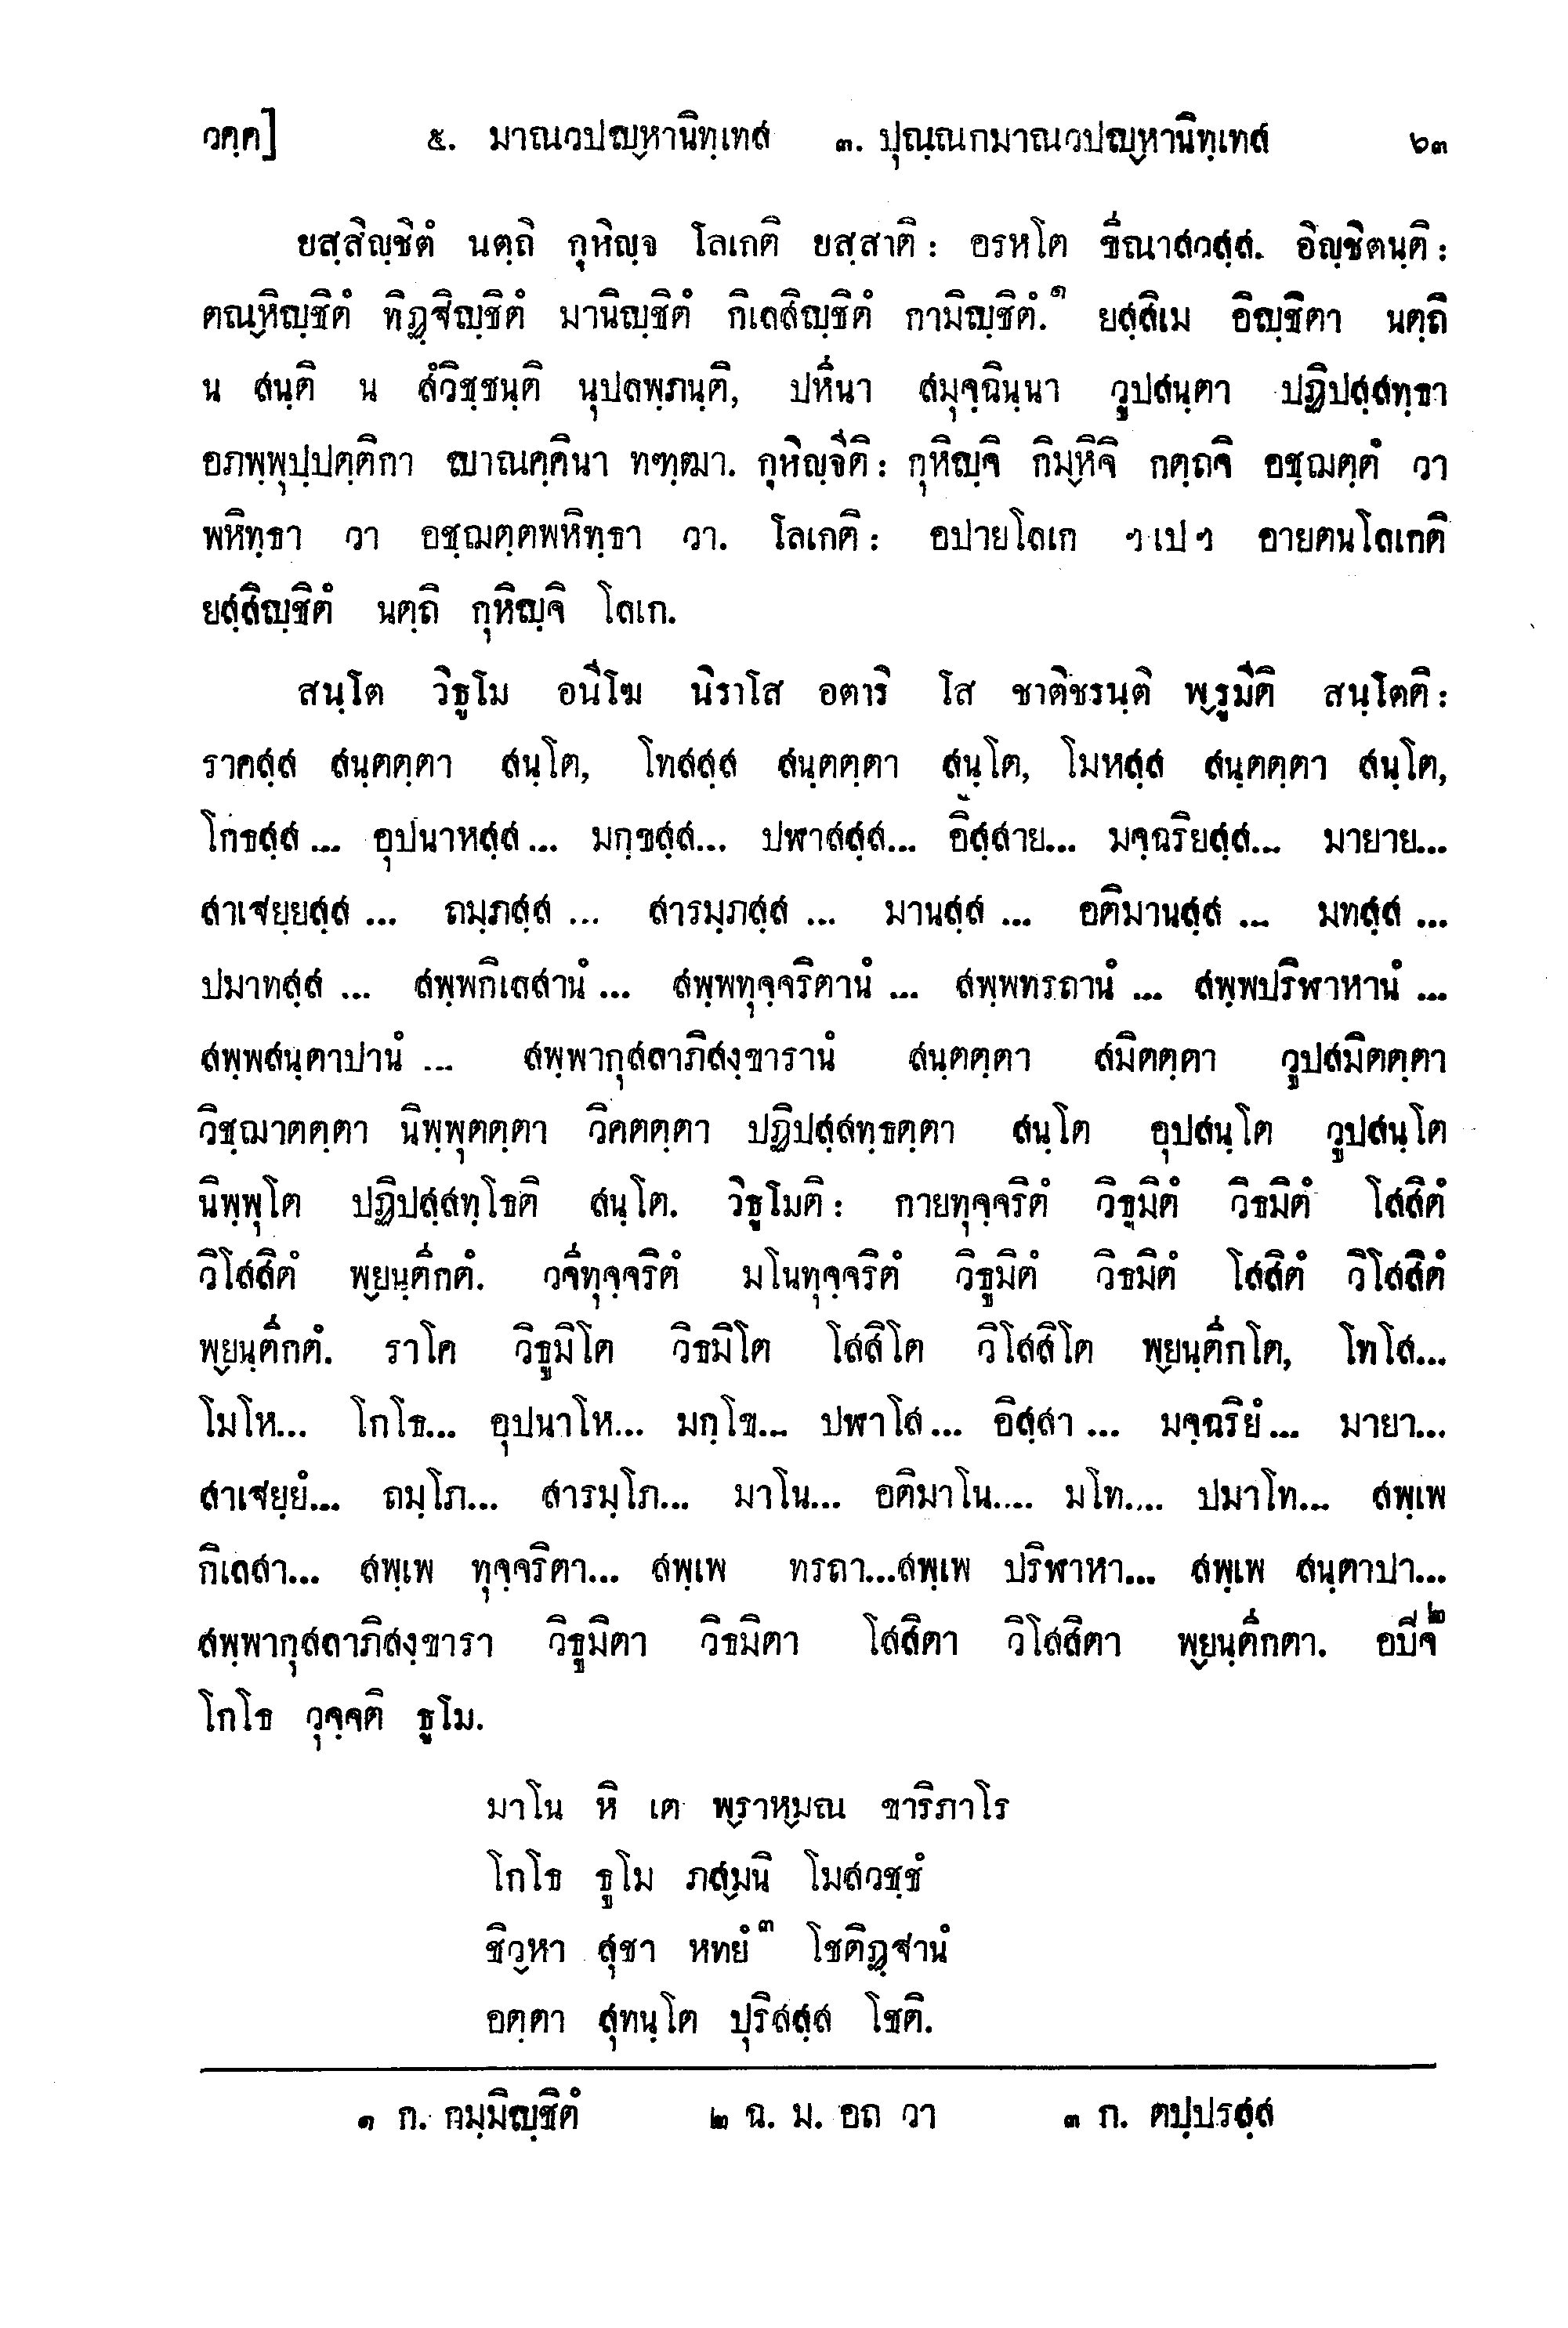 วคฺค]	๕. มาณวปญฺหานิทฺเทส ๓. ปุณฺณกมาณวปญฺหานิทฺเทส	๖๓
ยสฺสิญฺชิตํ นตฺถิ กุหิญฺจ โลเกติ ยสฺสาติ: อรหโต ขีณาสวสฺส. อิญฺชิตนฺติ:
ตณฺหิญฺชิตํ ทิฏฺฐิญฺชิตํ มานิญฺชิตํ กิเลสิญฺชิตํ กามิญฺชิตํ.๑ ยสฺสิเม อิญฺชิตา นตฺถิ
น สนฺติ น สํวิชฺชนฺติ นุปลพฺภนฺติ, ปหีนา สมุจฺฉินฺนา วูปสนฺตา ปฏิปสฺสทฺธา
อภพฺพุปฺปตฺติกา ญาณคฺคินา ทฑฺฒา. กุหิญฺจีติ: กุหิญฺจิ กิมฺหิจิ กตฺถจิ อชฺฌตฺตํ วา
พหิทฺธา วา อชฺฌตฺตพหิทฺธา วา. โลเกติ: อปายโลเก ฯเปฯ อายตนโลเกติ
ยสฺสิญฺชิตํ นตฺถิ กุหิญฺจิ โลเก.
สนฺโต วิธูโม อนีโฆ นิราโส อตาริ โส ชาติชรนฺติ พฺรูมีติ สนฺโตติ:
ราคสฺส สนฺตตฺตา สนฺโต, โทสสฺส สนฺตตฺตา สนฺโต, โมหสฺส สนฺตตฺตา สนฺโต,
โกธสฺส ... อุปนาหสฺส ... มกฺขสฺส... ปฬาสสฺส... อิสฺสาย... มจฺฉริยสฺส... มายาย...
สาเฐยฺยสฺส ... ถมฺภสฺส ... สารมฺภสฺส ... มานสฺส ... อติมานสฺส ... มทสฺส ...
ปมาทสฺส ... สพฺพกิเลสานํ ... สพฺพทุจฺจริตานํ ... สพฺพทรถานํ ... สพฺพปริฬาหานํ ...
สพฺพสนฺตาปานํ ... สพฺพากุสลาภิสงฺขารานํ สนฺตตฺตา สมิตตฺตา วูปสมิตตฺตา
วิชฺฌาตตฺตา นิพฺพุตตฺตา วิคตตฺตา ปฏิปสฺสทฺธตฺตา สนฺโต อุปสนฺโต วูปสนฺโต
นิพฺพุโต ปฏิปสฺสทฺโธติ สนฺโต. วิธูโมติ: กายทุจฺจริตํ วิธูมิตํ วิธมิตํ โสสิตํ
วิโสสิตํ พฺยนฺตีกตํ. วจีทุจฺจริตํ มโนทุจฺจริตํ วิธูมิตํ วิธมิตํ โสสิตํ วิโสสิตํ
พฺยนฺตีกตํ. ราโค วิธูมิโต วิธมิโต โสสิโต วิโสสิโต พฺยนฺตีกโต, โทโส...
โมโห... โกโธ... อุปนาโห... มกฺโข... ปฬาโส... อิสฺสา ... มจฺฉริยํ ... มายา...
สาเฐยฺยํ... ถมฺโภ... สารมฺโภ... มาโน... อติมาโน.... มโท.... ปมาโท... สพฺเพ
กิเลสา... สพฺเพ ทุจฺจริตา... สพฺเพ ทรถา...สพฺเพ ปริฬาหา... สพฺเพ สนฺตาปา...
สพฺพากุสลาภิสงฺขารา วิธูมิตา วิธมิตา โสสิตา วิโสสิตา พฺยนฺตีกตา. อปิจ๒
โกโธ วุจฺจติ ธูโม.
มาโน หิ เต พฺราหฺมณ ขาริภาโร
โกโธ ธูโม ภสฺมนิ โมสวชฺชํ
ชิวฺหา สุชา หทยํ๓ โชติฏฺฐานํ
อตฺตา สุทนฺโต ปุริสสฺส โชติ.
๑ ก. กมฺมิญฺชิตํ	๒ ฉ. ม. อถ วา	๓ ก. ตปฺปรสฺส